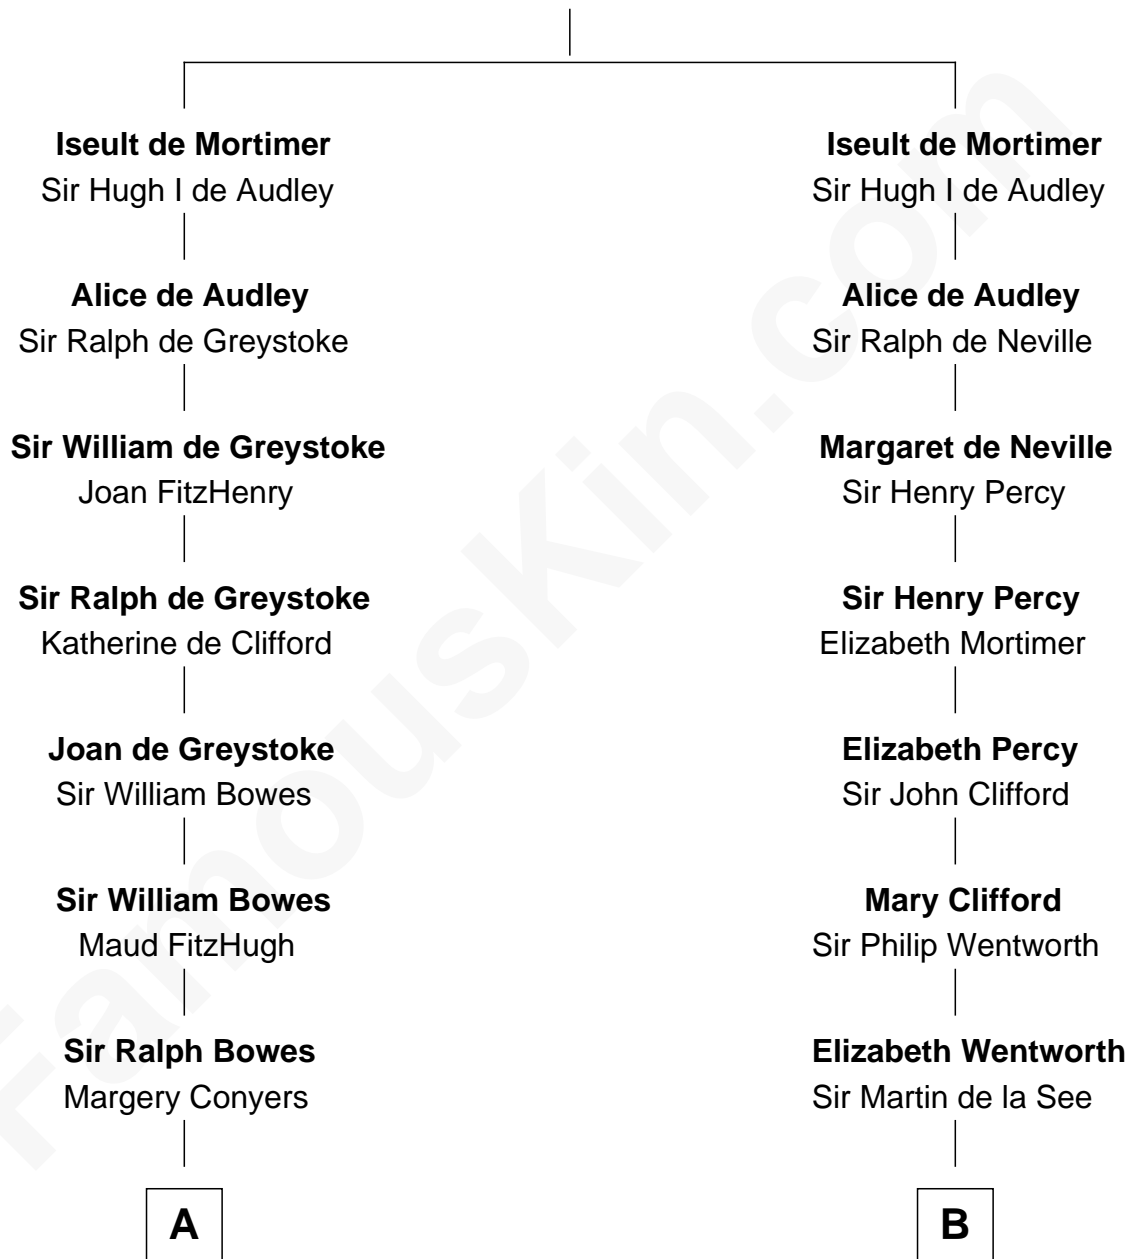 Iseult de Mortimer
Sir Hugh I de Audley
Alice de Audley
Sir Ralph de Greystoke
Sir William de Greystoke
Joan FitzHenry
Sir Ralph de Greystoke
Katherine de Clifford
Joan de Greystoke
Sir William Bowes
Sir William Bowes
Maud FitzHugh
Sir Ralph Bowes
Margery Conyers
A
Iseult de Mortimer
Sir Hugh I de Audley
Alice de Audley
Sir Ralph de Neville
Margaret de Neville
Sir Henry Percy
Sir Henry Percy
Elizabeth Mortimer
Elizabeth Percy
Sir John Clifford
Mary Clifford
Sir Philip Wentworth
Elizabeth Wentworth
Sir Martin de la See
B
FamousKin.com